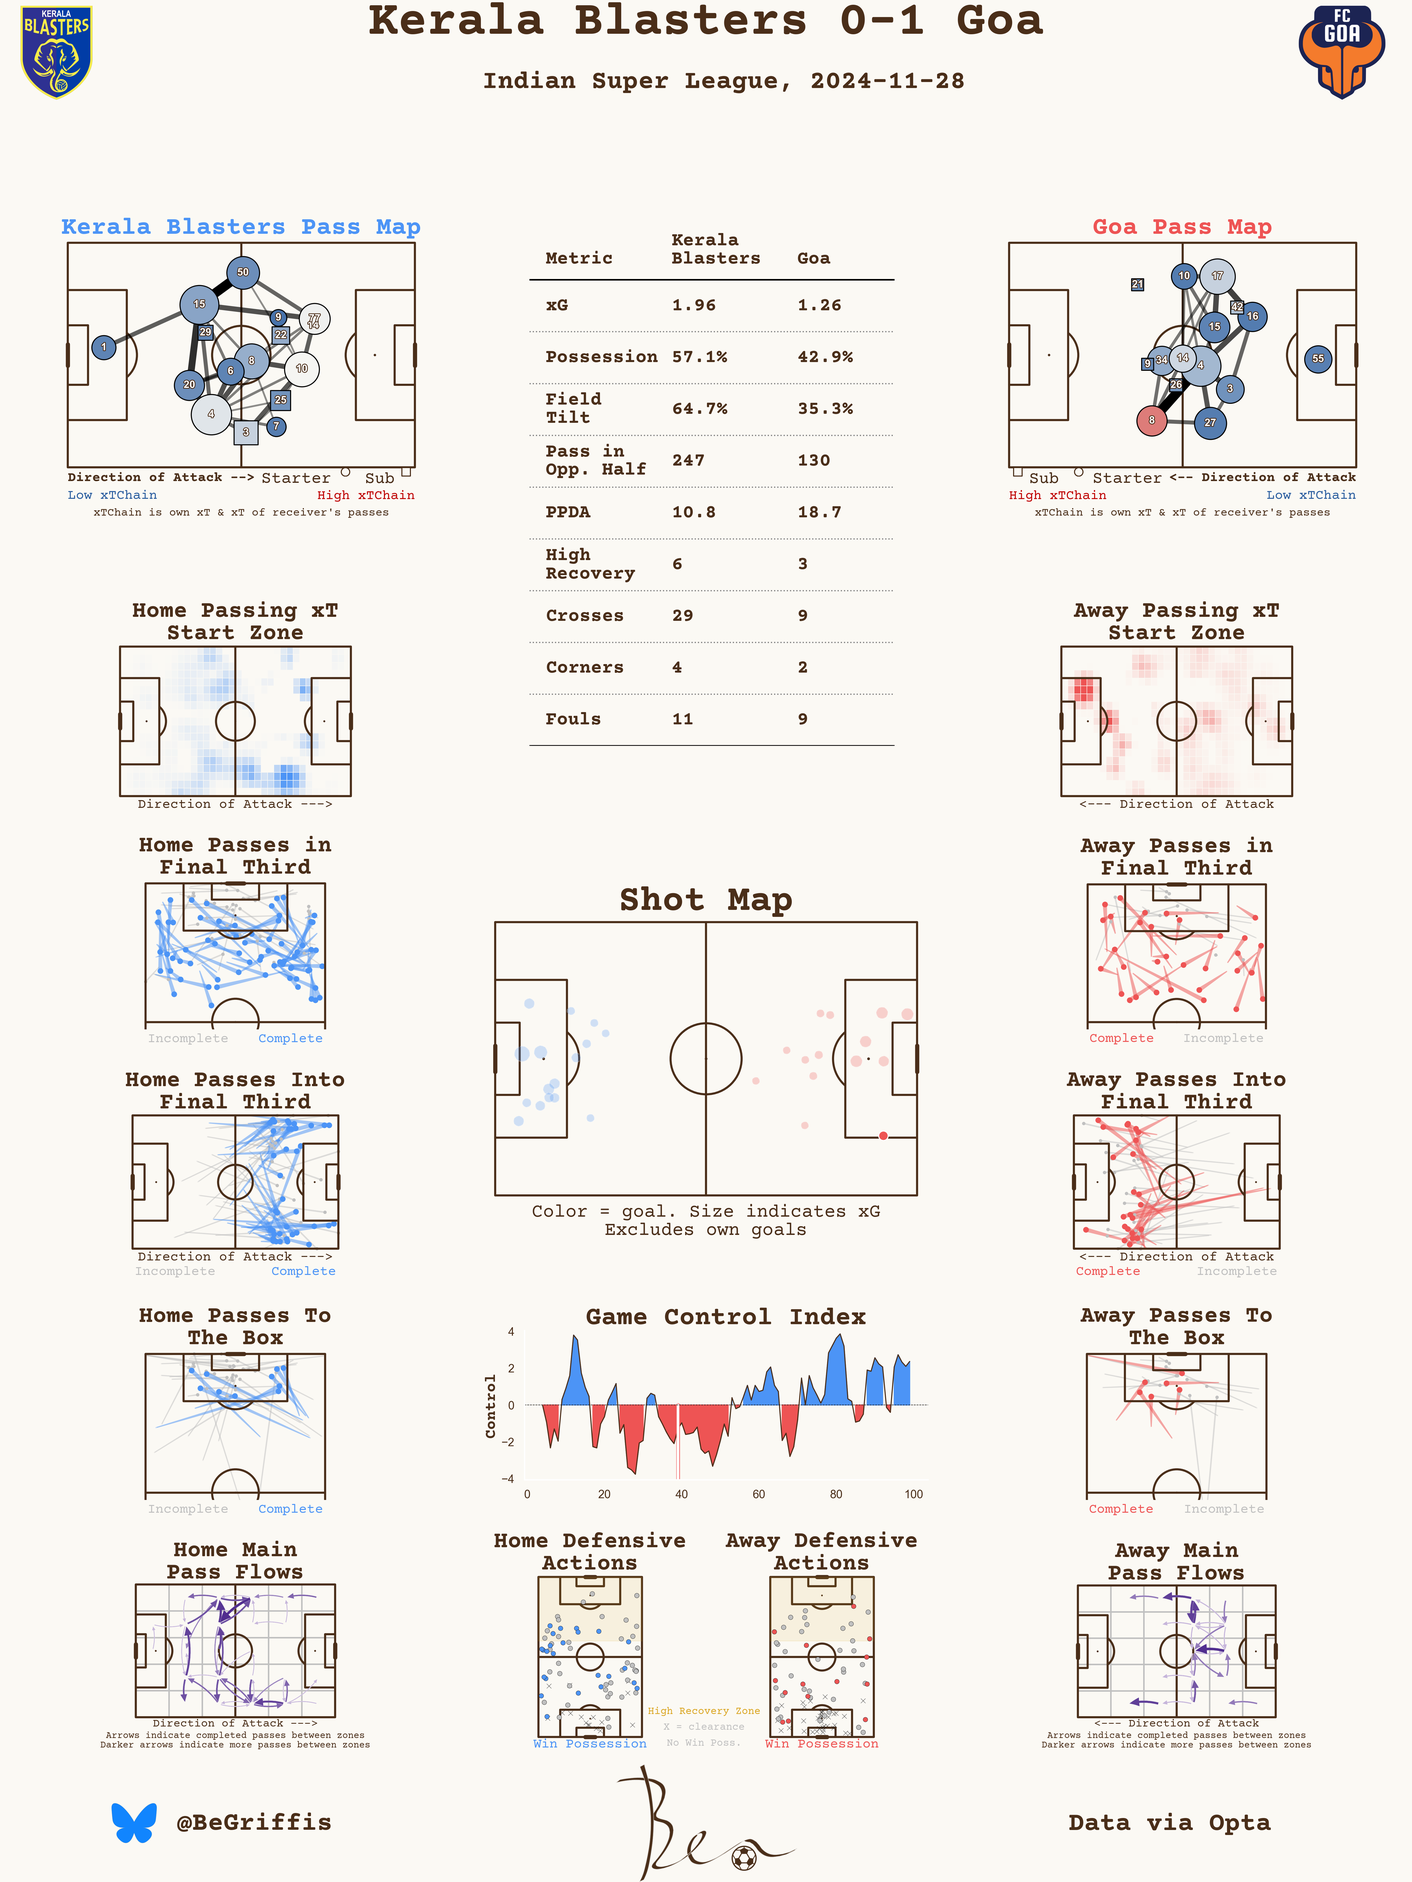 KERALA
BLASTERS
Kerala Blasters 0-1 Goa
FC
GOA
Indian Super League, 2024-11-28
Kerala Blasters Pass Map
50
15
77
14
9
29
22
1
8
10
6
20
25
4
3
7
Direction of Attack --> Starter Sub
Low xTChain High xTChain
xTChain is own xT & xT of receiver's passes
Metric Kerala Blasters Goa
xG 1.96 1.26
Possession 57.1% 42.9%
Field Tilt 64.7% 35.3%
Pass in Opp. Half 247 130
PPDA 10.8 18.7
High Recovery 6 3
Crosses 29 9
Corners 4 2
Fouls 11 9
Goa Pass Map
10
17
21
42
16
15
34
14
9
4
55
26
3
8
27
Sub Starter <-- Direction of Attack
High xTChain Low xTChain
xTChain is own xT & xT of receiver's passes
Home Passing xT
Start Zone
Direction of Attack --->
Away Passing xT
Start Zone
<--- Direction of Attack
Home Passes in
Final Third
Incomplete Complete
Shot Map
Color = goal. Size indicates xG
Excludes own goals
Away Passes in
Final Third
Complete Incomplete
Home Passes Into
Final Third
Direction of Attack --->
Incomplete Complete
Away Passes Into
Final Third
<--- Direction of Attack
Complete Incomplete
Home Passes To
The Box
Incomplete Complete
Game Control Index
Control
4
2
0
−2
−4
0 20 40 60 80 100
Away Passes To
The Box
Complete Incomplete
Home Main
Pass Flows
Direction of Attack --->
Arrows indicate completed passes between zones
Darker arrows indicate more passes between zones
Home Defensive
Actions
Win Possession
High Recovery Zone
X = clearance
No Win Poss.
Away Defensive
Actions
Win Possession
Away Main
Pass Flows
<--- Direction of Attack
Arrows indicate completed passes between zones
Darker arrows indicate more passes between zones
@BeGriffis
Ben
Data via Opta